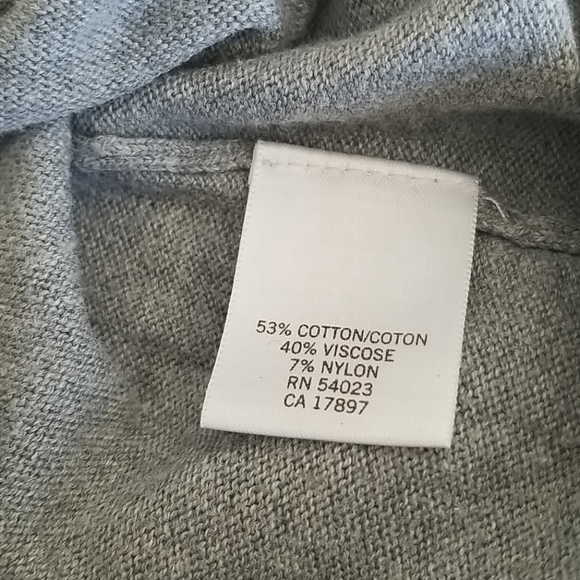 53% COTTON/COTON
40% VISCOSE
7% NYLON
RN 54023
CA 17897